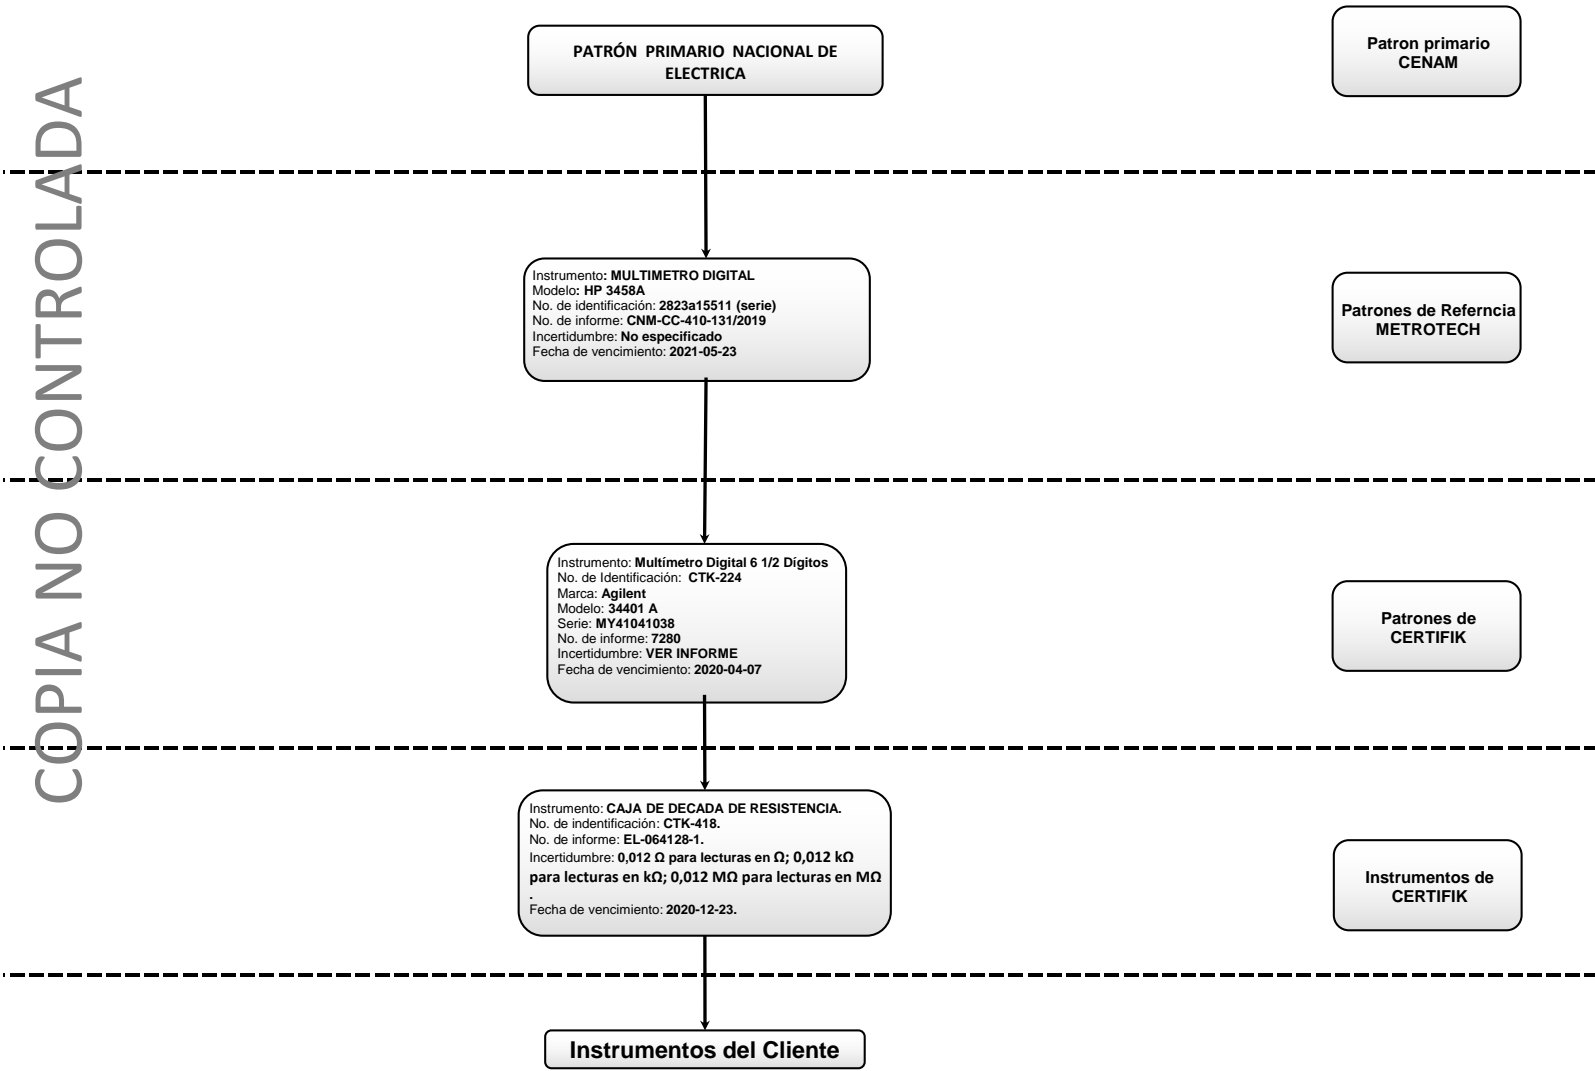 COPIA NO CONTROLADA
PATRÓN PRIMARIO NACIONAL DE
ELECTRICA
Patron primario
CENAM
Instrumento: MULTIMETRO DIGITAL
Modelo: HP 3458A
No. de identificación: 2823a15511 (serie)
No. de informe: CNM-CC-410-131/2019
Incertidumbre: No especificado
Fecha de vencimiento: 2021-05-23
Patrones de Referncia
METROTECH
Instrumento: Multímetro Digital 6 1/2 Dígitos
No. de Identificación: CTK-224
Marca: Agilent
Modelo: 34401 A
Serie: MY41041038
No. de informe: 7280
Incertidumbre: VER INFORME
Fecha de vencimiento: 2020-04-07
Patrones de
CERTIFIK
Instrumento: CAJA DE DECADA DE RESISTENCIA.
No. de indentificación: CTK-418.
No. de informe: EL-064128-1.
Incertidumbre: 0,012 Ω para lecturas en Ω; 0,012 kΩ
para lecturas en kΩ; 0,012 MΩ para lecturas en MΩ
.
Fecha de vencimiento: 2020-12-23.
Instrumentos de
CERTIFIK
Instrumentos del Cliente